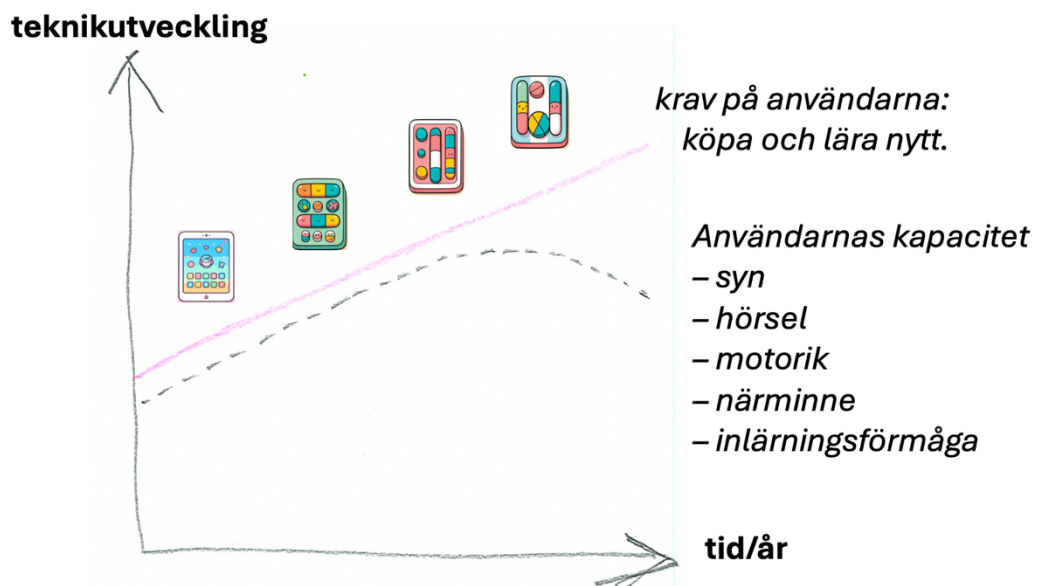 teknikutveckling
krav på användarna:
köpa och lära nytt.
Användarnas kapacitet
– syn
– hörsel
– motorik
– närminne
– inlärningsförmåga
tid/år